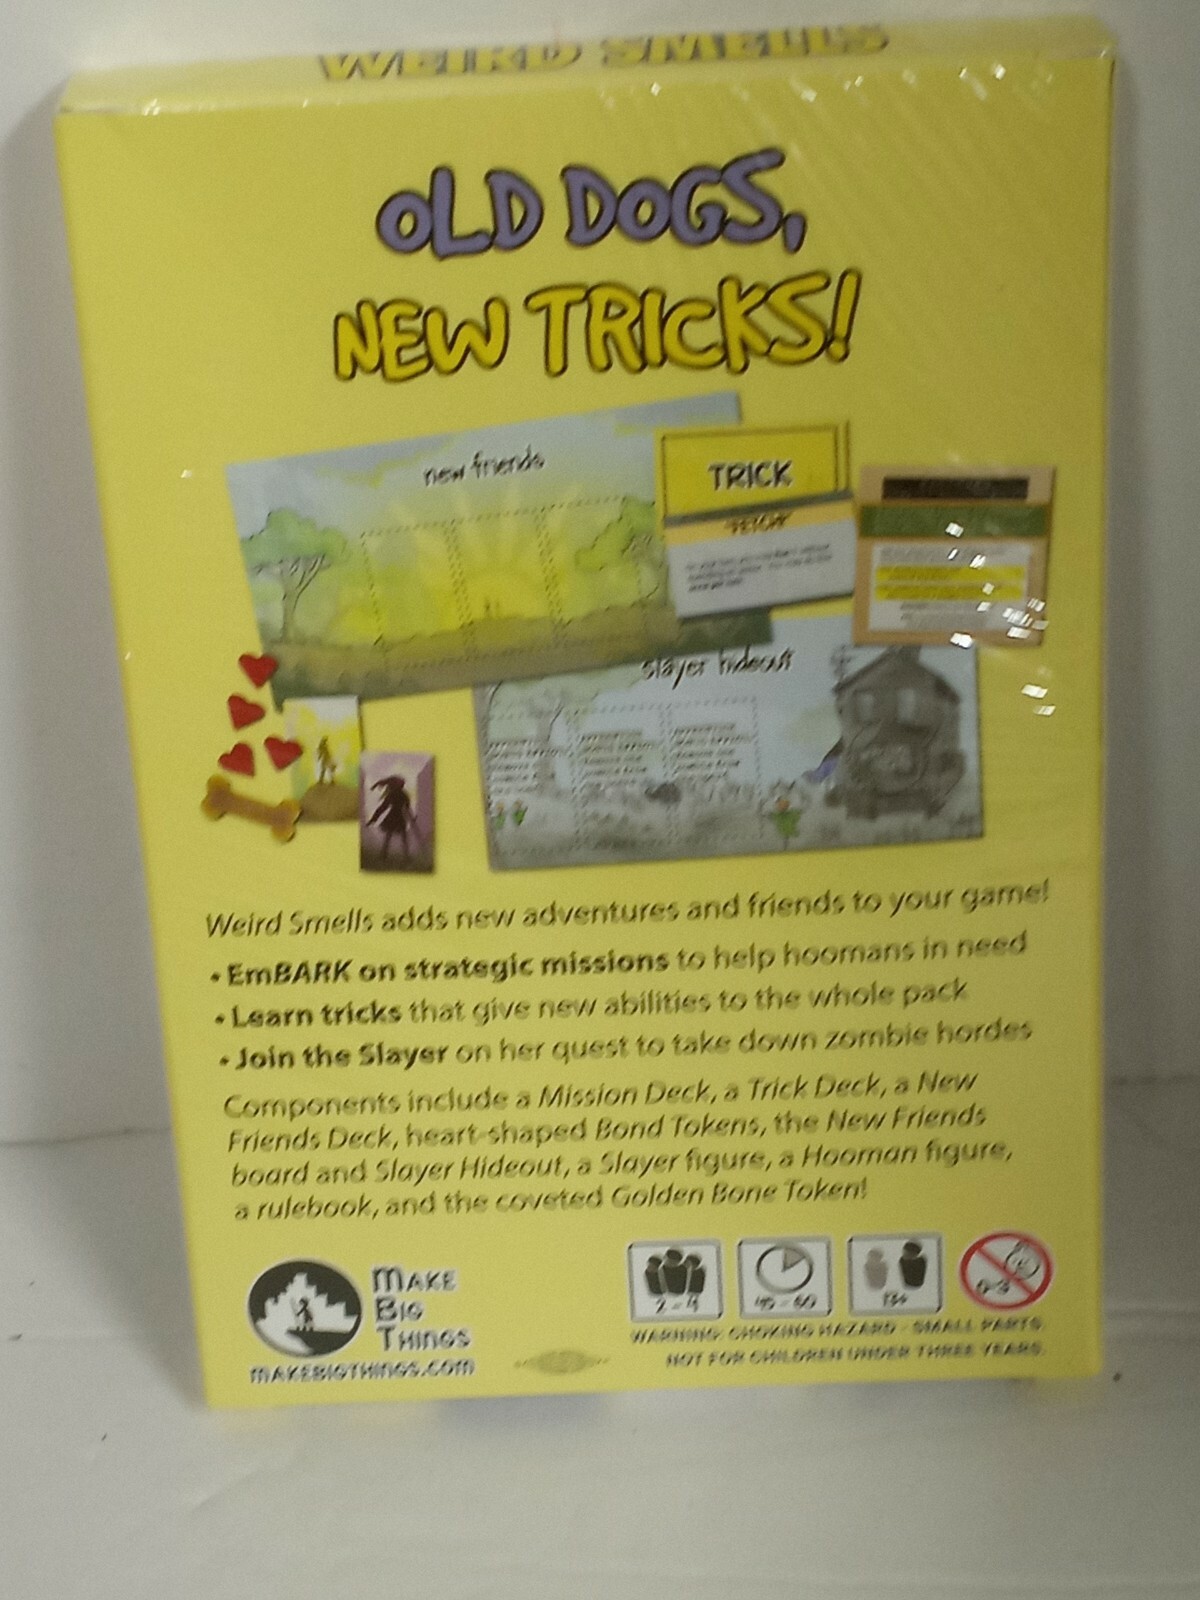 WEIRD SMELLS
OLD DOGS,
NEW TRICKS!
new friends
TRICK
FETCH
slayer hideout
Weird Smells adds new adventures and friends to your game!
• EmBARK on strategic missions to help hoomans in need
• Learn tricks that give new abilities to the whole pack
• Join the Slayer on her quest to take down zombie hordes
Components include a Mission Deck, a Trick Deck, a New
Friends Deck, heart-shaped Bond Tokens, the New Friends
board and Slayer Hideout, a Slayer figure, a Hooman figure,
a rulebook, and the coveted Golden Bone Token!
MAKE
BIG
THINGS
MAKEBIGTHINGS.COM
2-4
40-60
13+
0-3
WARNING: CHOKING HAZARD - SMALL PARTS.
NOT FOR CHILDREN UNDER THREE YEARS.